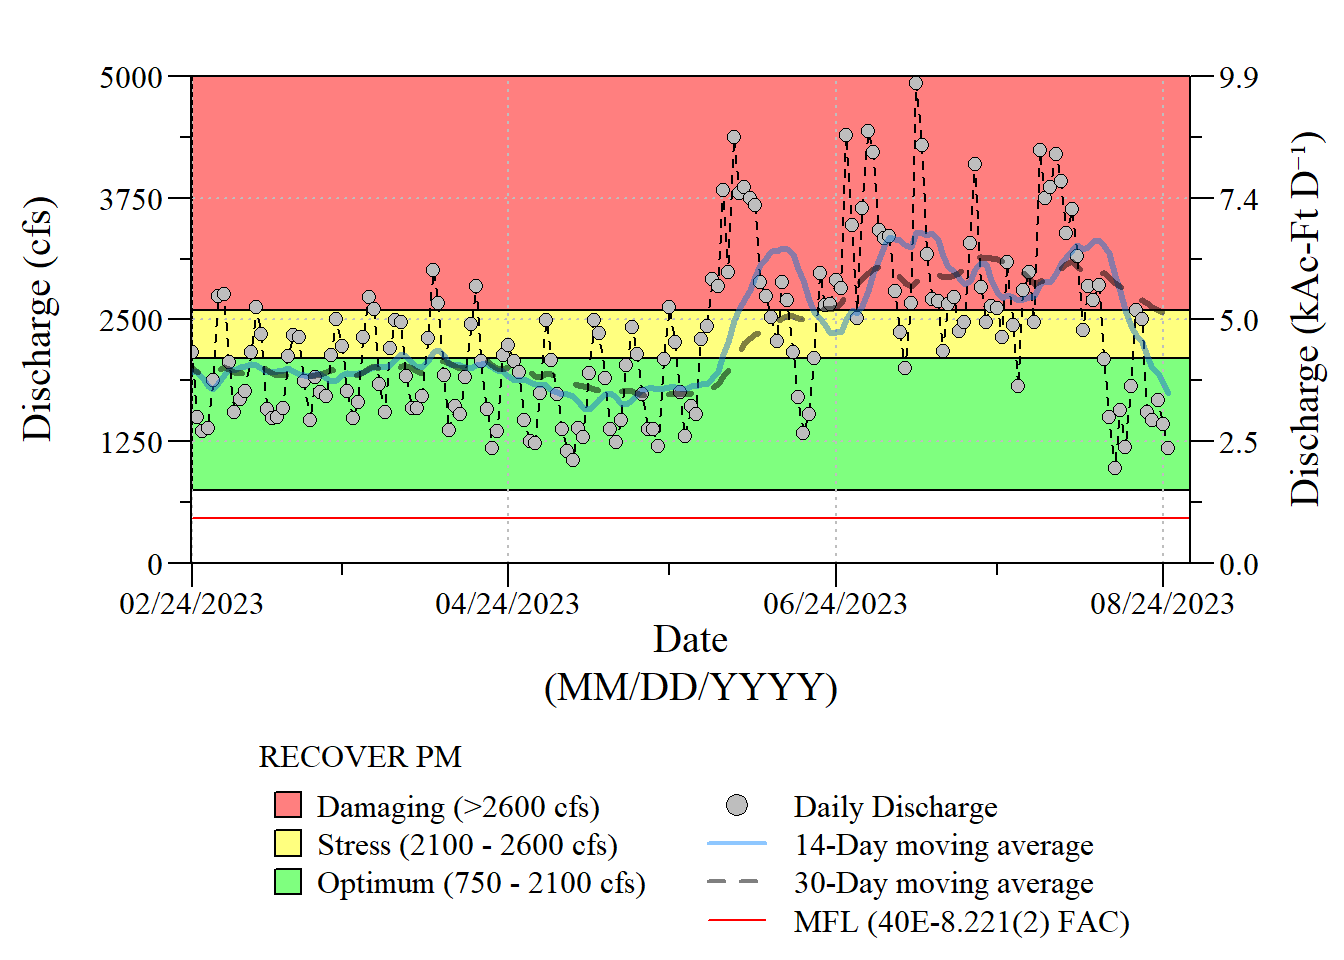 5000
3750
2500
1250
0
Discharge (cfs)
9.9
7.4
5.0
2.5
0.0
Discharge (kAc-Ft D⁻¹)
02/24/2023 04/24/2023 06/24/2023 08/24/2023
Date
(MM/DD/YYYY)
RECOVER PM
Damaging (>2600 cfs)
Stress (2100 - 2600 cfs)
Optimum (750 - 2100 cfs)
Daily Discharge
14-Day moving average
30-Day moving average
MFL (40E-8.221(2) FAC)